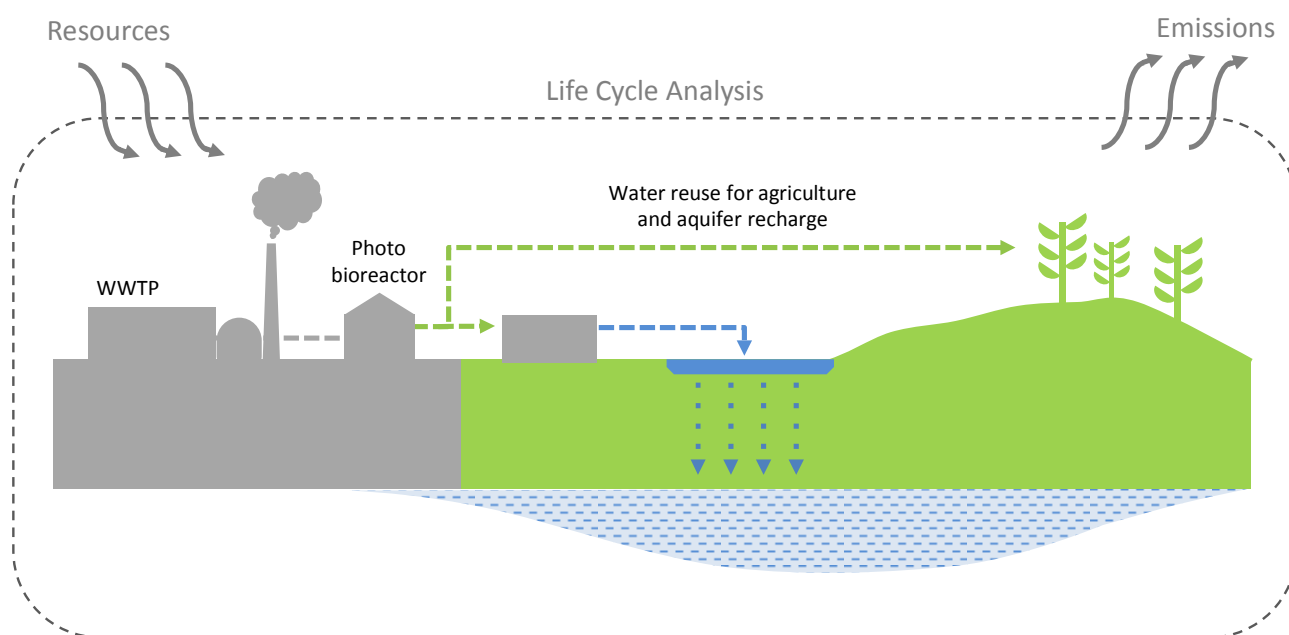 Resources
Emissions
Life Cycle Analysis
Water reuse for agriculture
and aquifer recharge
Photo
bioreactor
WWTP